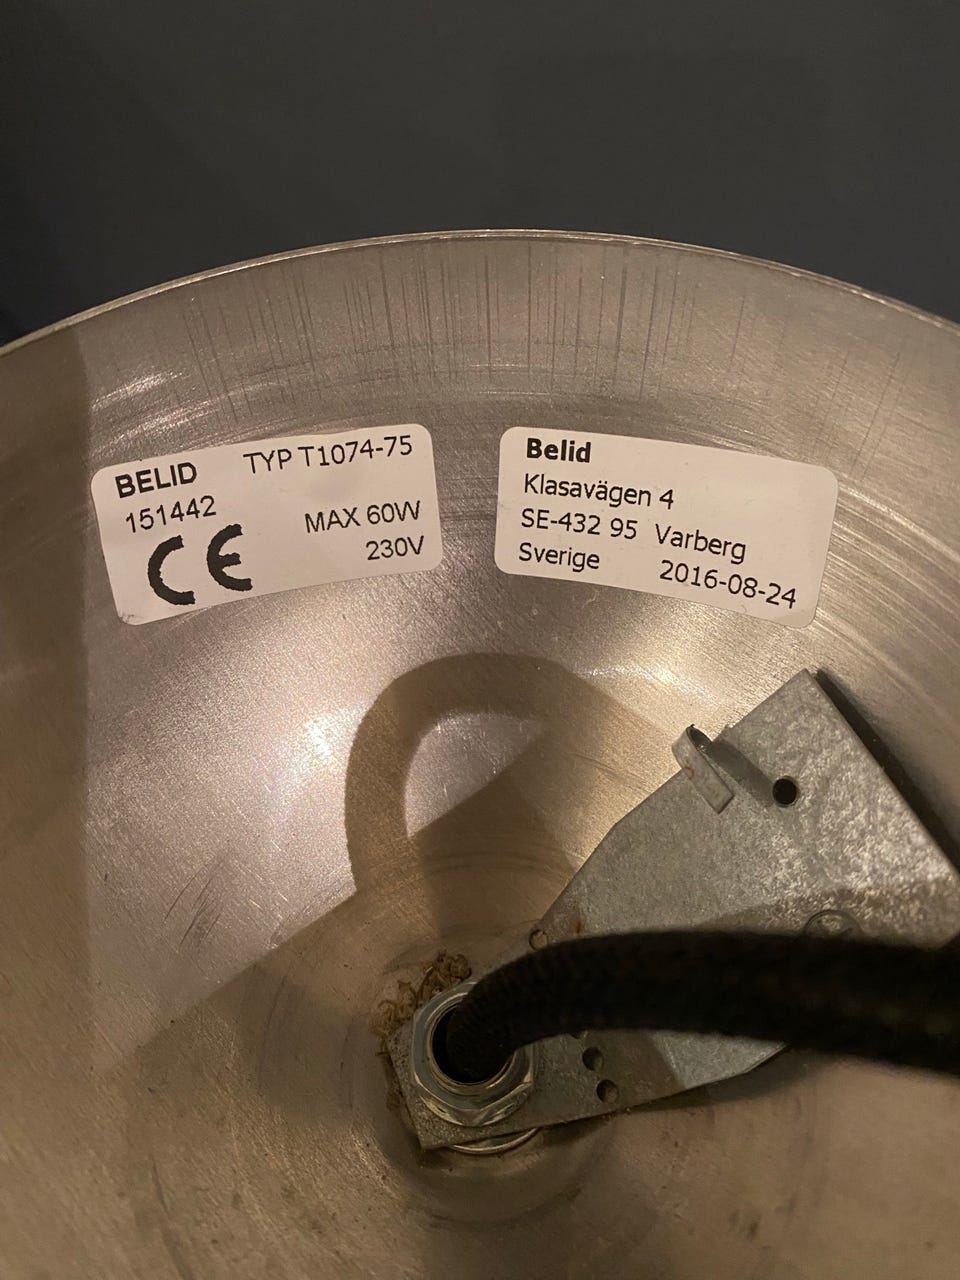 BELID TYP T1074-75
151442
MAX 60W
CE 230V
Belid
Klasavägen 4
SE-432 95 Varberg
Sverige 2016-08-24